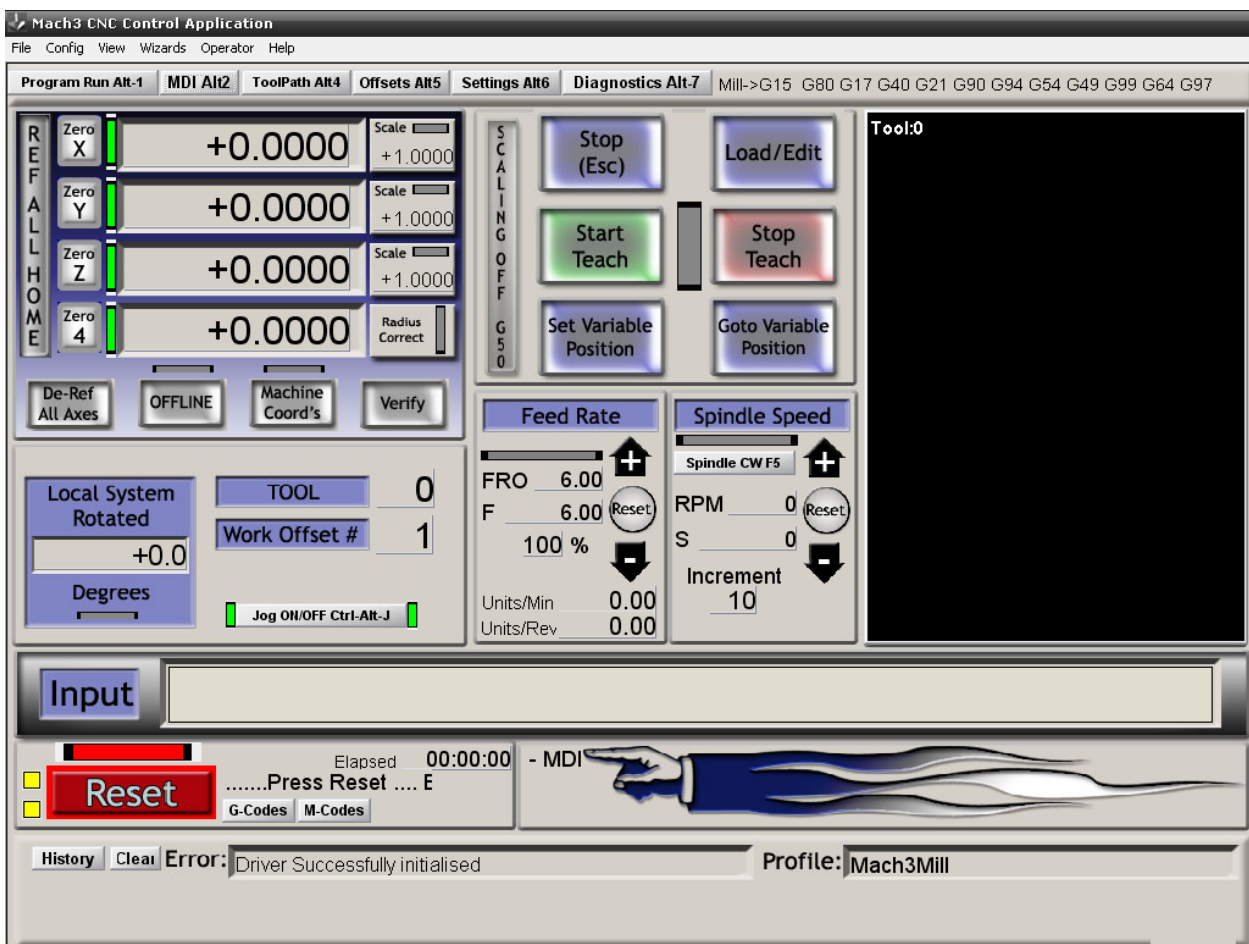 Mach3 CNC Control Application
File Config View Wizards Operator Help
Program Run Alt-1 MDI Alt2 ToolPath Alt4 Offsets Alt5 Settings Alt6 Diagnostics Alt-7 Mill->G15 G80 G17 G40 G21 G90 G94 G54 G49 G99 G64 G97
REF ALL HOME
Zero X +0.0000 Scale +1.0000
Zero Y +0.0000 Scale +1.0000
Zero Z +0.0000 Scale +1.0000
Zero 4 +0.0000 Radius Correct
De-Ref All Axes OFFLINE Machine Coord's Verify
SCALING OFF G50
Stop (Esc) Load/Edit
Start Teach Stop Teach
Set Variable Position Goto Variable Position
Tool:0
Local System Rotated
+0.0
Degrees
TOOL 0
Work Offset # 1
Jog ON/OFF Ctrl-Alt-J
Feed Rate
FRO 6.00
F 6.00 Reset
100 %
Units/Min 0.00
Units/Rev 0.00
Spindle Speed
Spindle CW F5
RPM 0 Reset
S 0
Increment
10
Input
Reset
Elapsed 00:00:00
.......Press Reset .... E
G-Codes M-Codes
- MDI
History Clear Error: Driver Successfully initialised Profile: Mach3Mill